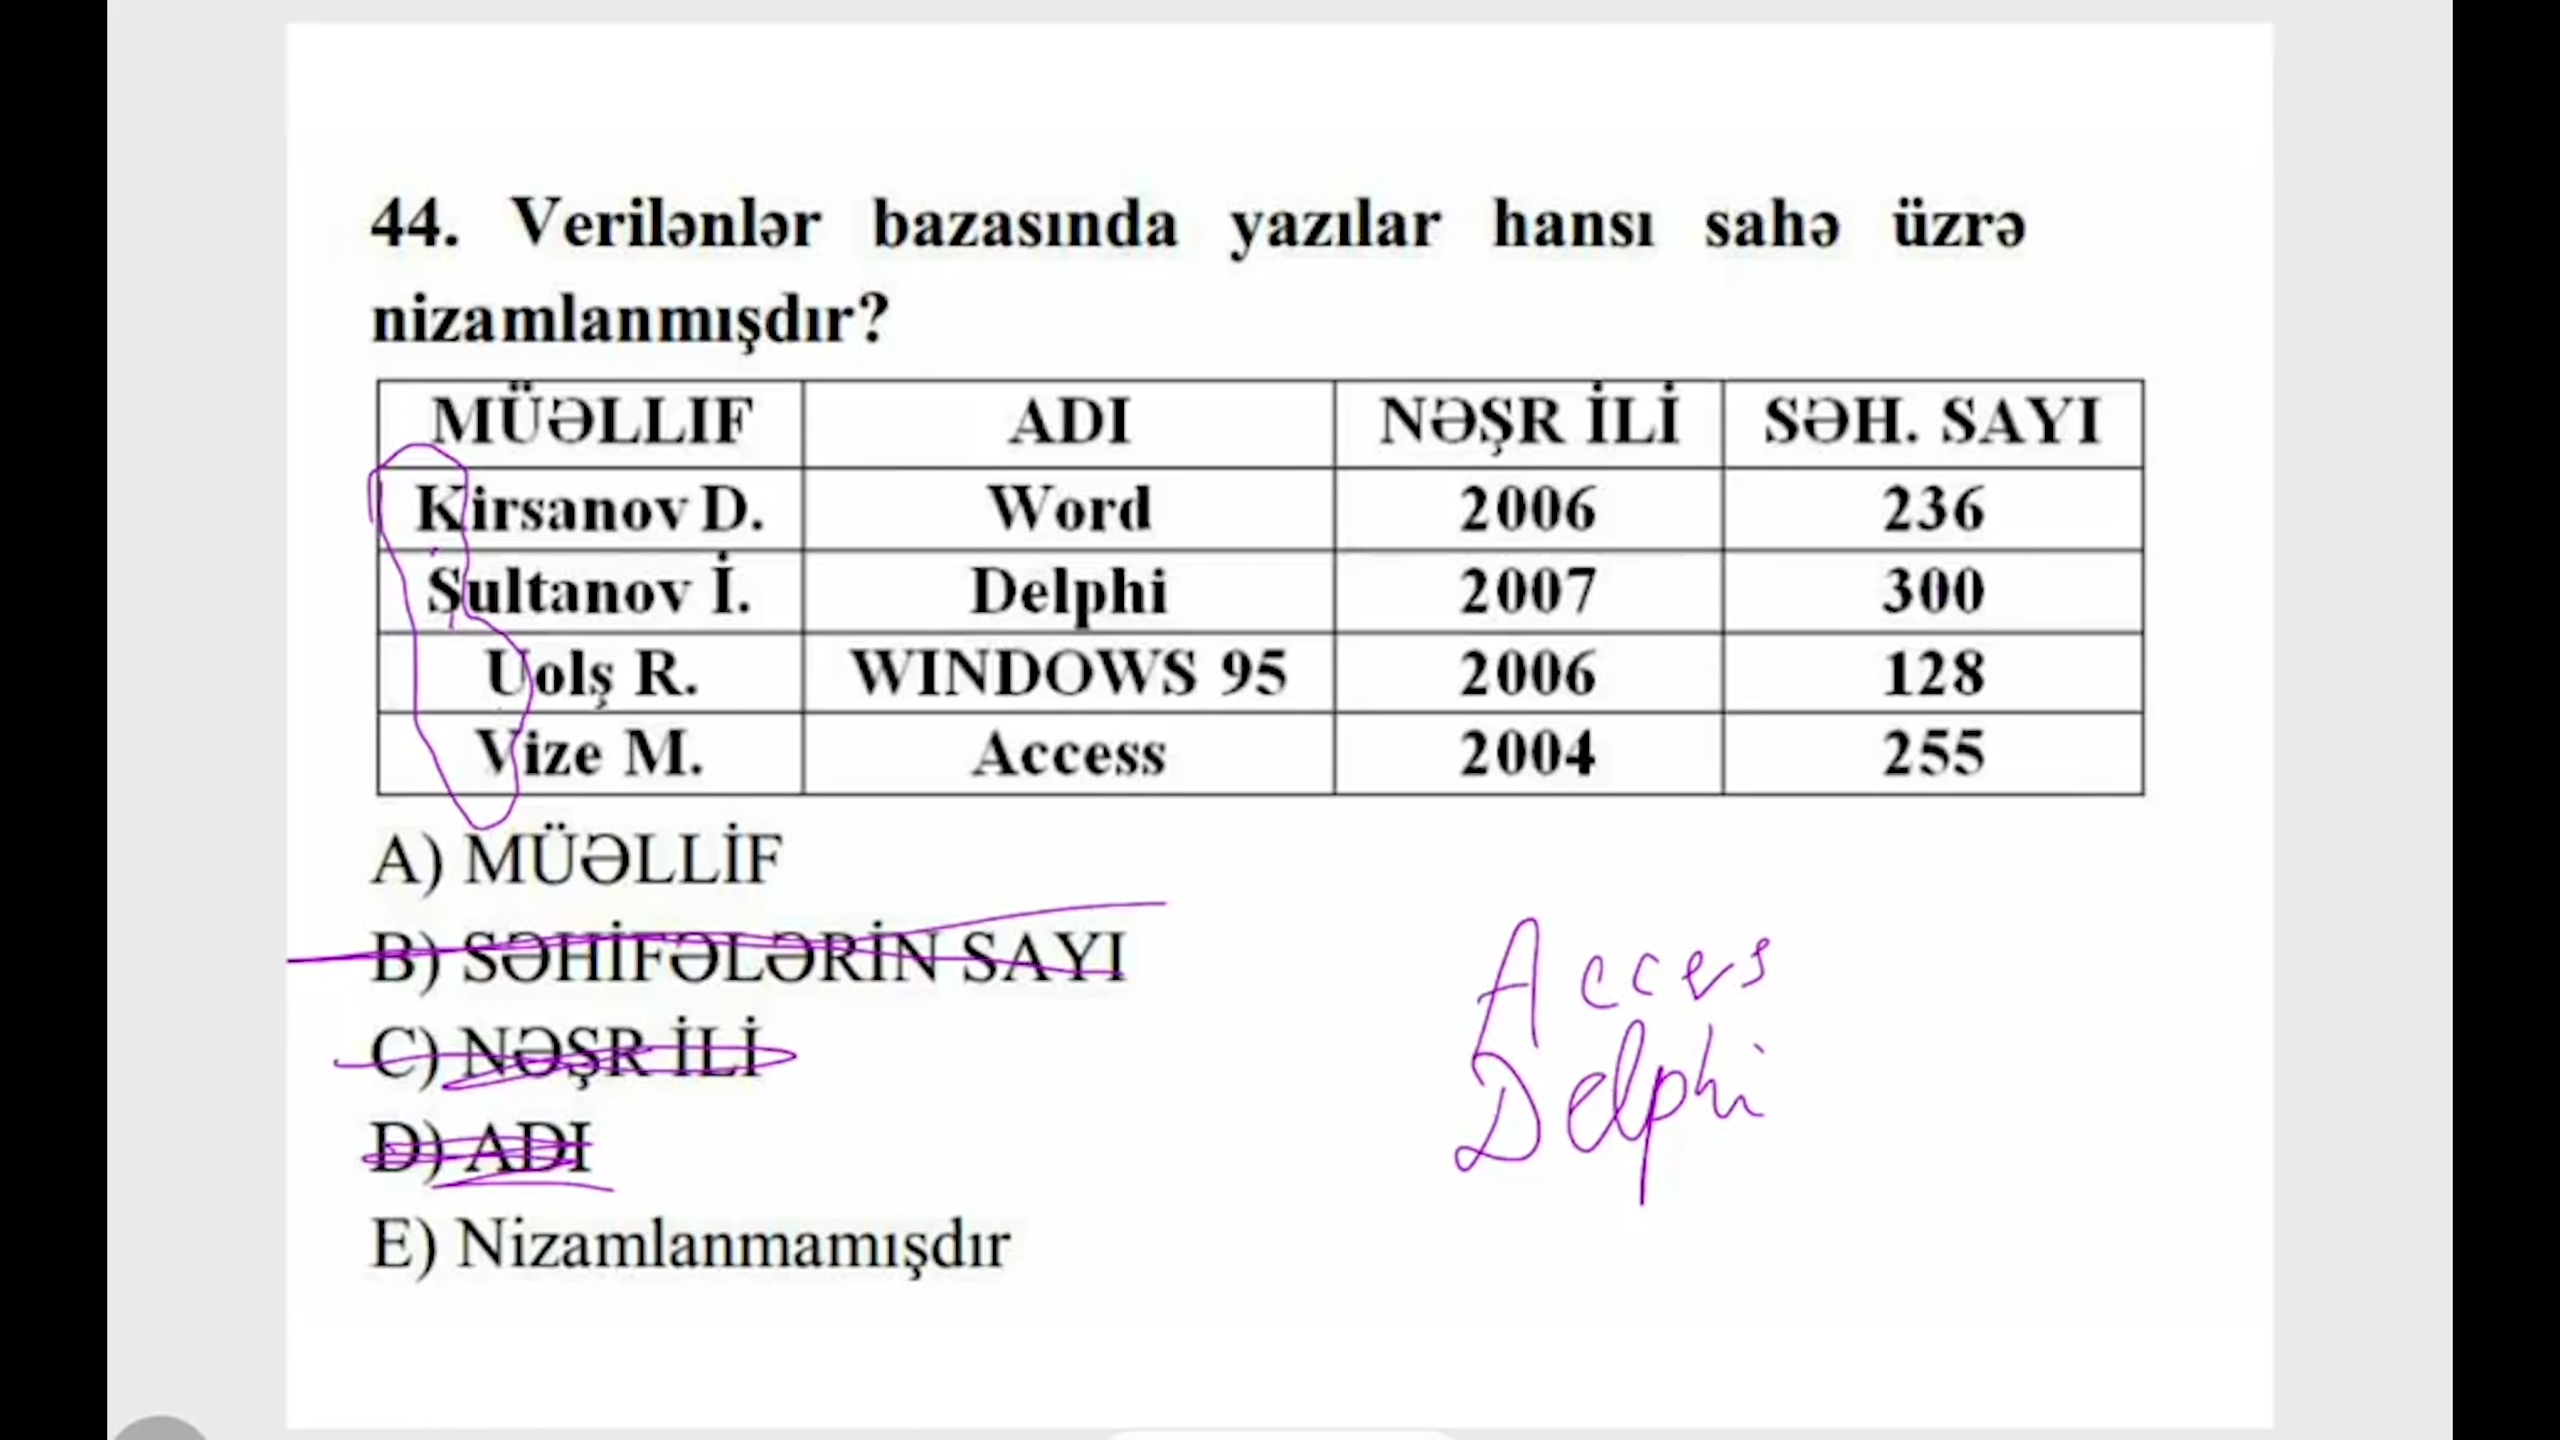 44. Verilənlər bazasında yazılar hansı sahə üzrə
nizamlanmışdır?
MÜƏLLIF ADI NƏŞR İLİ SƏH. SAYI
Kirsanov D. Word 2006 236
Sultanov İ. Delphi 2007 300
Uolş R. WINDOWS 95 2006 128
Vize M. Access 2004 255
A) MÜƏLLİF
B) SƏHİFƏLƏRİN SAYI
C) NƏŞR İLİ
D) ADI
E) Nizamlanmamışdır
Acces
Delphi